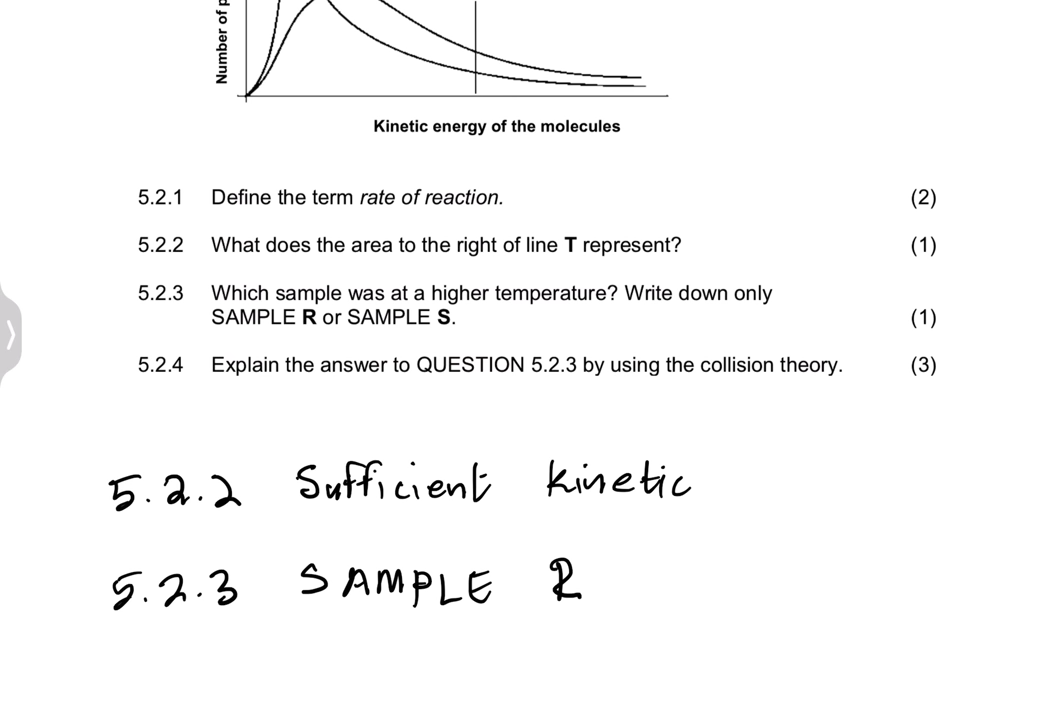 Number of p
Kinetic energy of the molecules
5.2.1 Define the term rate of reaction. (2)
5.2.2 What does the area to the right of line T represent? (1)
5.2.3 Which sample was at a higher temperature? Write down only
SAMPLE R or SAMPLE S. (1)
5.2.4 Explain the answer to QUESTION 5.2.3 by using the collision theory. (3)
5.2.2 Sufficient kinetic
5.2.3 SAMPLE R